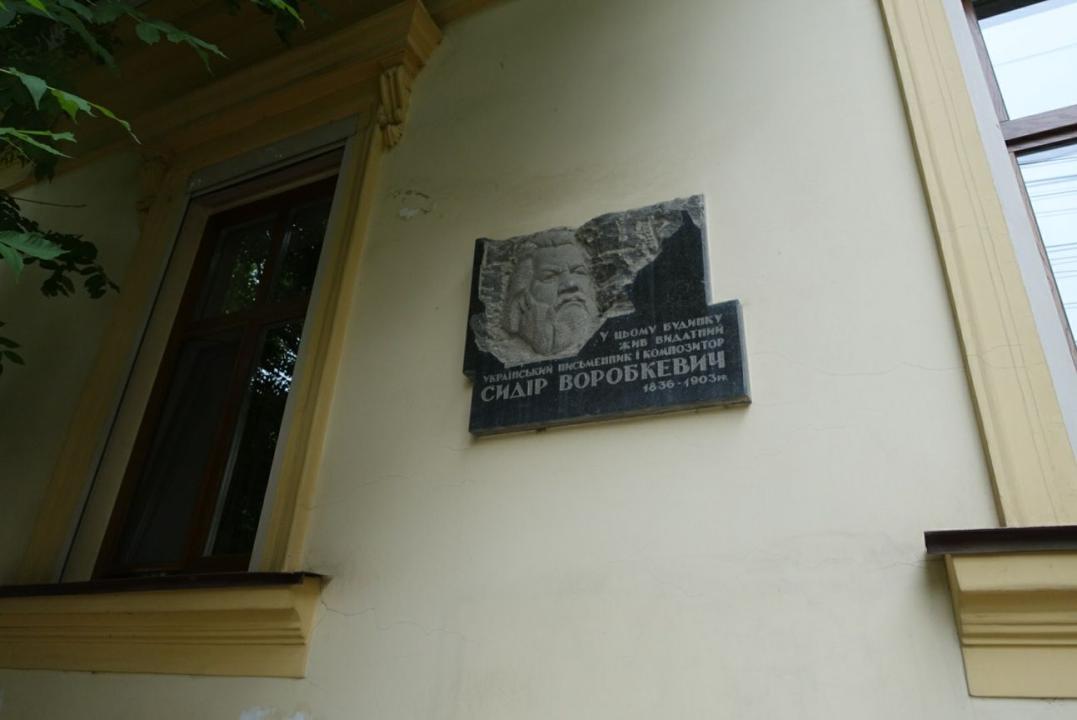 У ЦЬОМУ БУДИНКУ
ЖИВ ВИДАТНИЙ
УКРАЇНСЬКИЙ ПИСЬМЕННИК І КОМПОЗИТОР
СИДІР ВОРОБКЕВИЧ
1836-1903рр.